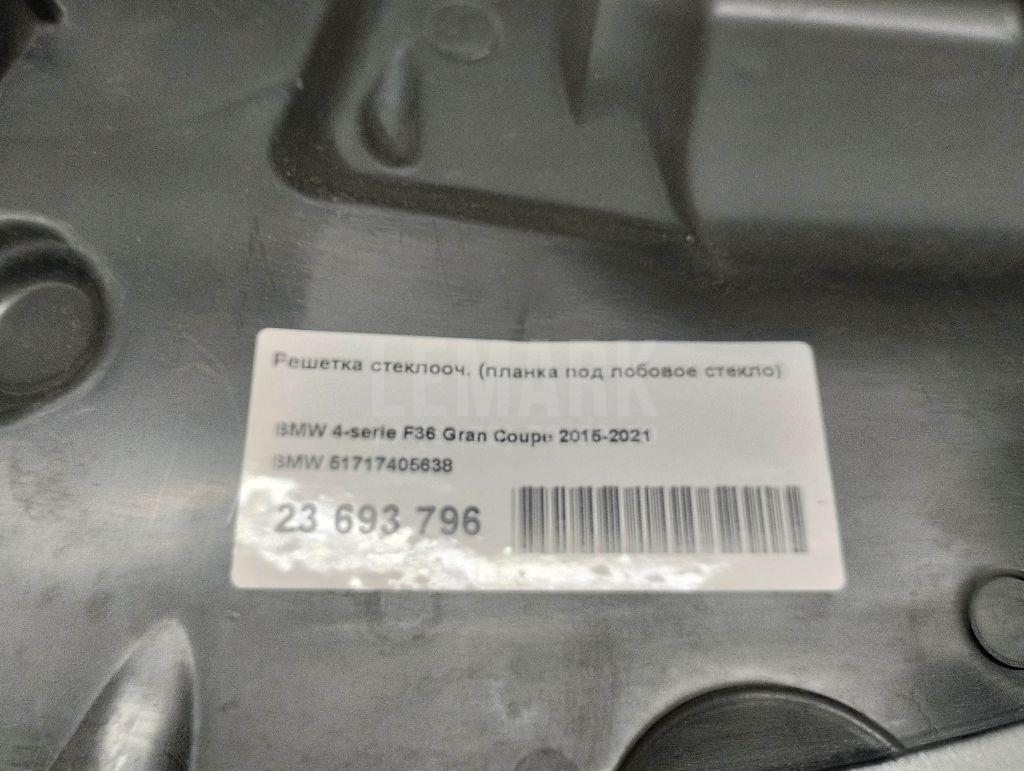 Решетка стеклооч. (планка под лобовое стекло)
LEMARK
BMW 4-serie F36 Gran Coupe 2015-2021
BMW 51717405638
23 693 796